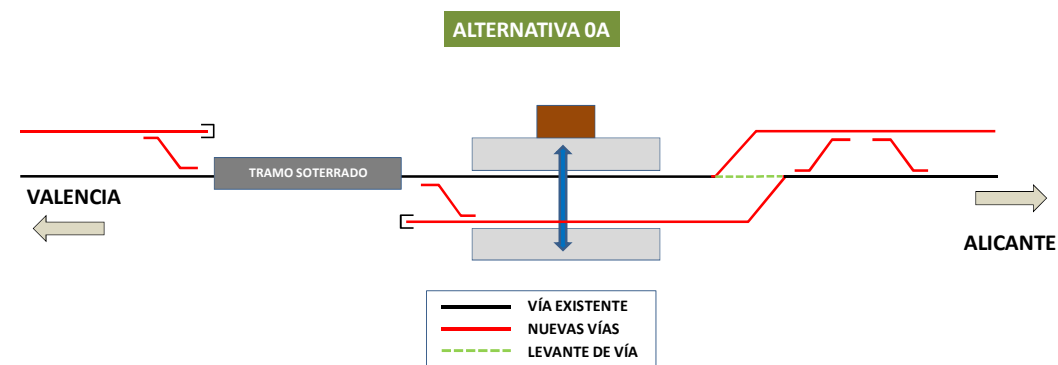 ALTERNATIVA 0A
TRAMO SOTERRADO
VALENCIA
ALICANTE
VÍA EXISTENTE
NUEVAS VÍAS
LEVANTE DE VÍA